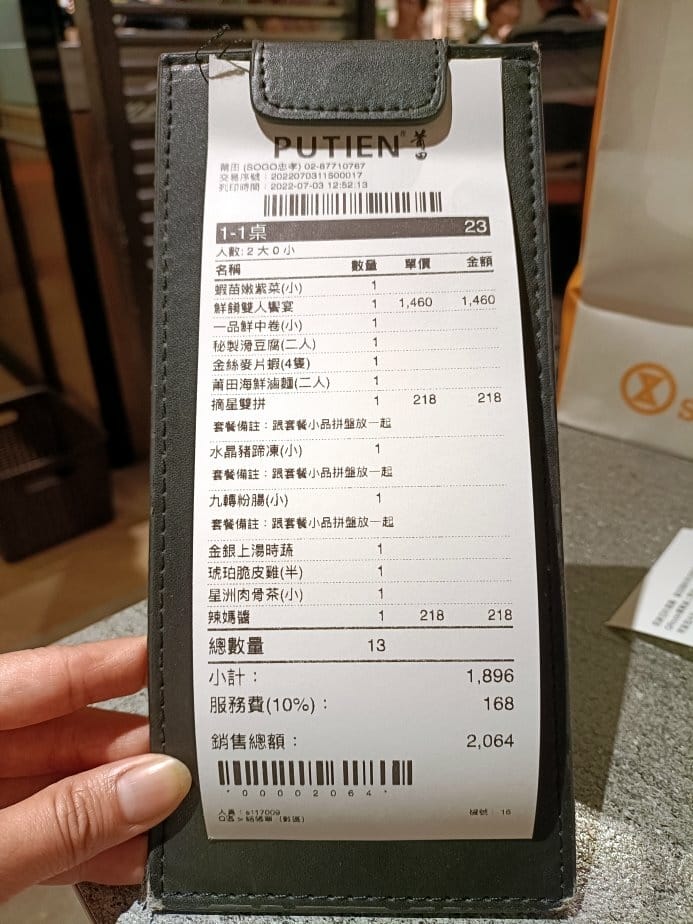 PUTIEN 莆田
莆田 (SOGO忠孝) 02-87710767
交易序號：2022070311500017
列印時間：2022-07-03 12:52:13
1-1桌 23
人數: 2 大 0 小
名稱 數量 單價 金額
蝦苗嫩紫菜(小) 1
鮮餚雙人饗宴 1 1,460 1,460
一品鮮中卷(小) 1
秘製滑豆腐(二人) 1
金絲麥片蝦(4隻) 1
莆田海鮮滷麵(二人) 1
摘星雙拼 1 218 218
套餐備註：跟套餐小品拼盤放一起
水晶豬蹄凍(小) 1
套餐備註：跟套餐小品拼盤放一起
九轉粉腸(小) 1
套餐備註：跟套餐小品拼盤放一起
金銀上湯時蔬 1
琥珀脆皮雞(半) 1
星洲肉骨茶(小) 1
辣媽醬 1 218 218
總數量 13
小計： 1,896
服務費(10%)： 168
銷售總額： 2,064
*00002064*
人員：s117009 機號： 16
S